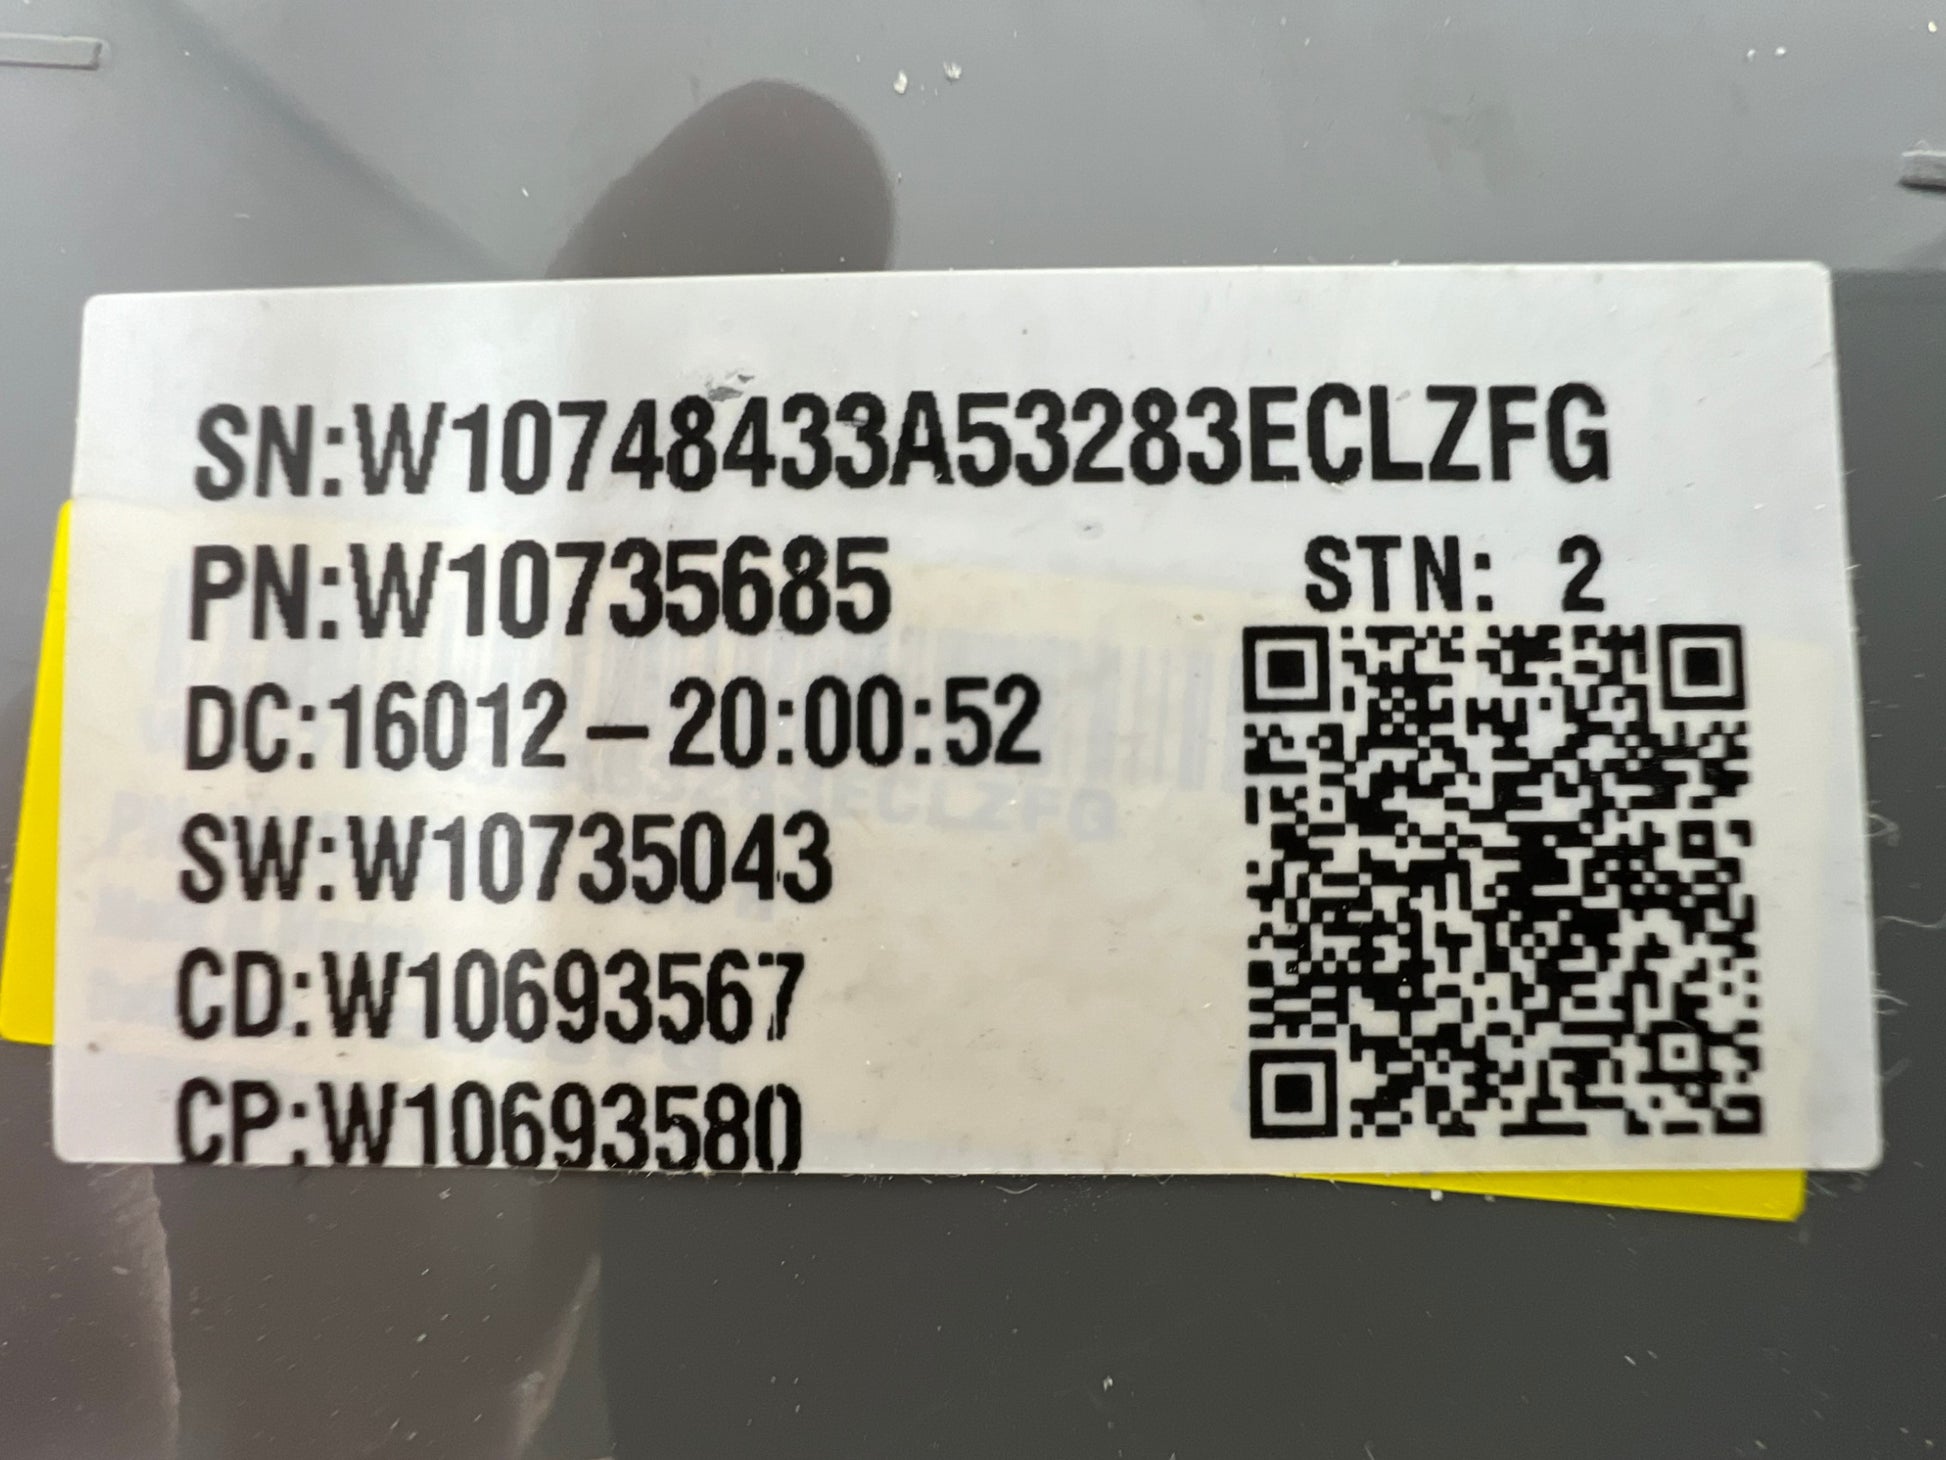 SN:W10748433A53283ECLZFG
PN:W10735685
STN: 2
DC:16012-20:00:52
SW:W10735043
CD:W10693567
CP:W10693580